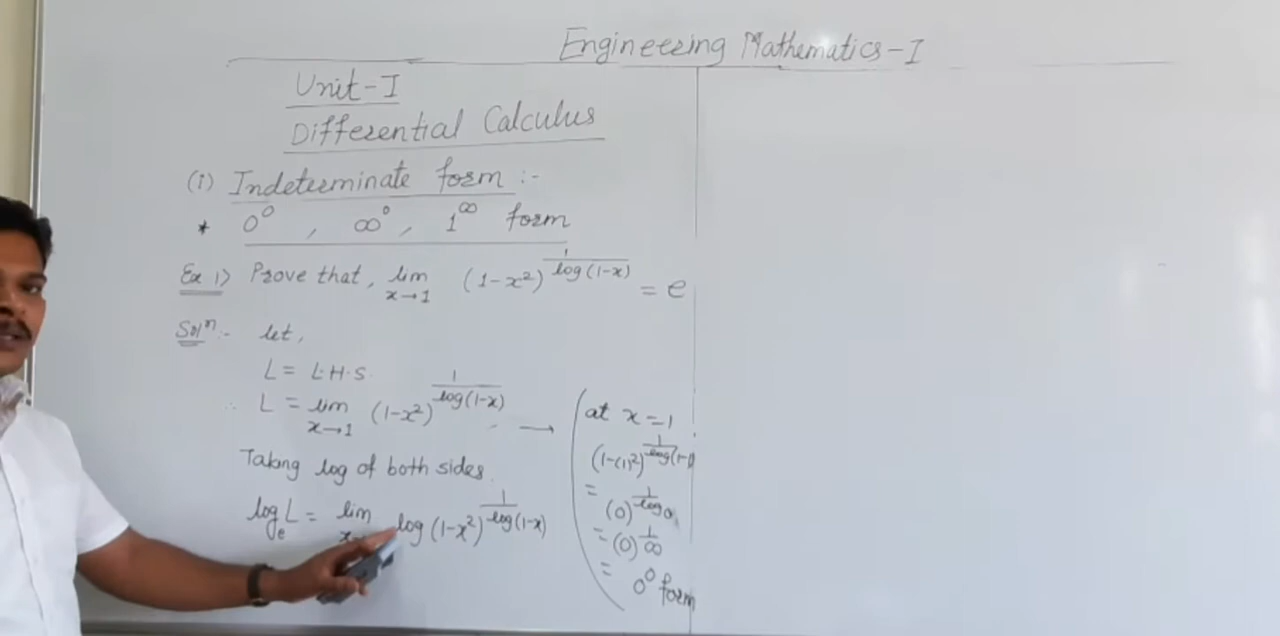 Engineering Mathematics-I
Unit-I
Differential Calculus
(i) Indeterminate form :-
* 0⁰ , ∞⁰ , 1^∞ form
Ex 1) Prove that, lim x→1 (1-x²)^(1/log(1-x)) = e
Solⁿ:- let,
L = L.H.S.
∴ L = lim x→1 (1-x²)^(1/log(1-x)) →
Taking log of both sides.
logₑ L = lim x log (1-x²)^(1/log(1-x))
(at x=1
(1-(1)²)^(1/log(1-1)
= (0)^(1/log 0)
= (0)^(1/∞)
= 0⁰ form